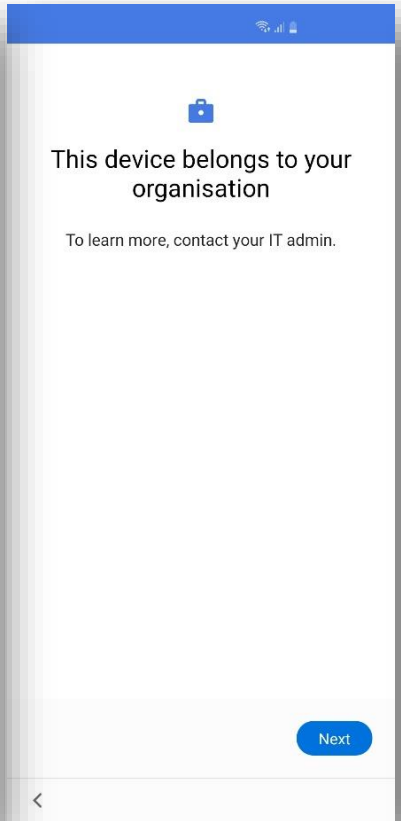 This device belongs to your
organisation
To learn more, contact your IT admin.
Next